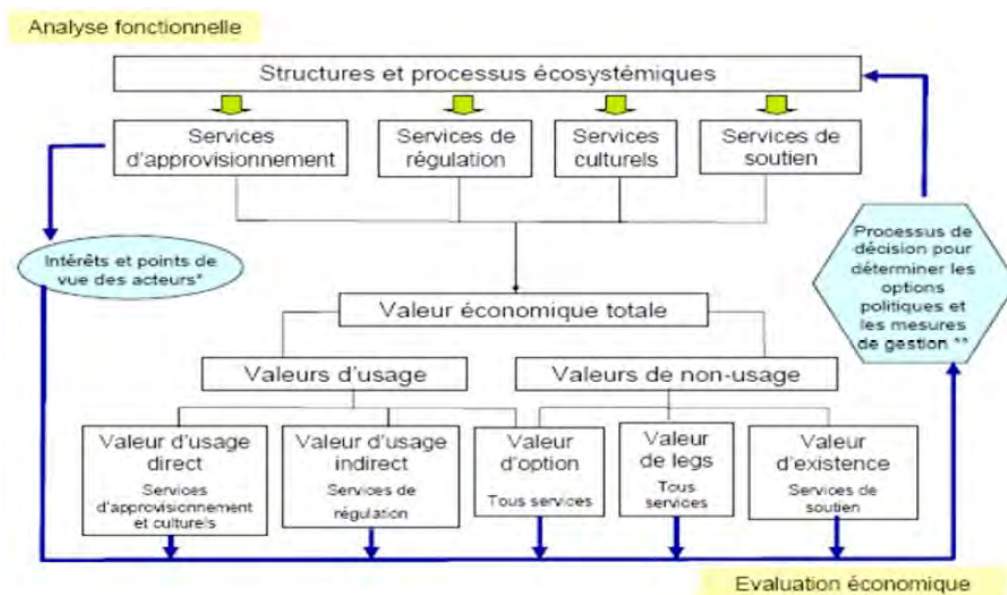 Analyse fonctionnelle
Structures et processus écosystémiques
Services
d'approvisionnement
Services de
régulation
Services
culturels
Services de
soutien
Intérêts et points de
vue des acteurs*
Processus de
décision pour
déterminer les
options
politiques et
les mesures
de gestion **
Valeur économique totale
Valeurs d'usage
Valeurs de non-usage
Valeur d'usage
direct
Services
d'approvisionnement
et culturels
Valeur d'usage
indirect
Services de
régulation
Valeur
d'option
Tous services
Valeur
de legs
Tous
services
Valeur
d'existence
Services de
soutien
Evaluation économique